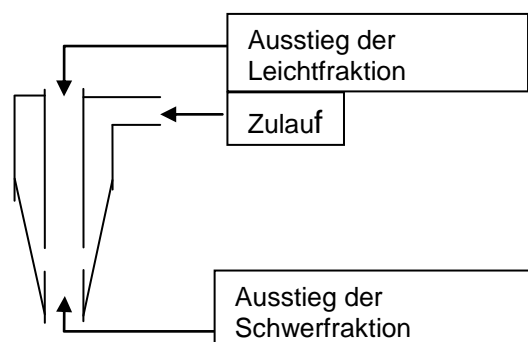 Ausstieg der
Leichtfraktion
Zulauf
Ausstieg der
Schwerfraktion